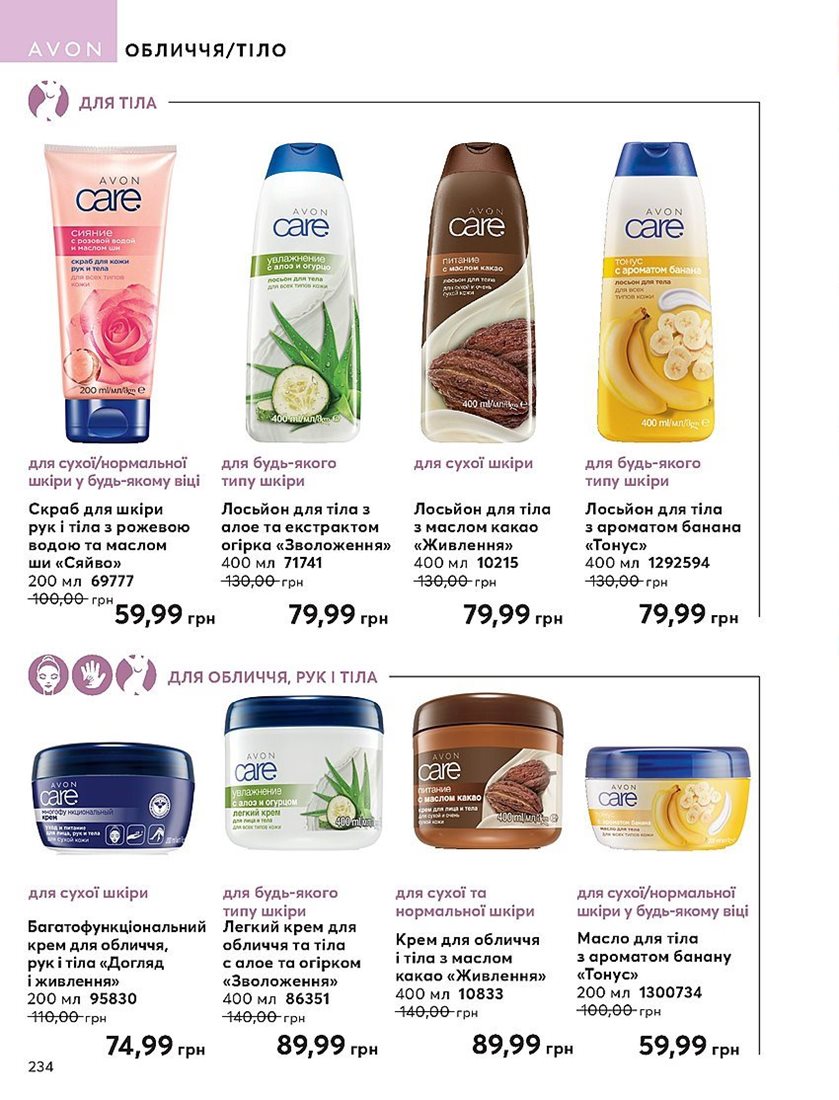 AVON ОБЛИЧЧЯ/ТІЛО
ДЛЯ ТІЛА
AVON
care
СИЯНИЕ
С РОЗОВОЙ ВОДОЙ
И МАСЛОМ ШИ
скраб для кожи
рук и тела
для всех типов
кожи
200 ml/мл/მლ e
AVON
care
увлажнение
с алоэ и огурцо
лосьон для тела
для всех типов кожи
400 ml/мл/მლ
AVON
care
питание
с маслом какао
лосьон для тела
для сухой и очень
сухой кожи
400 ml/мл/მლ e
AVON
care
тонус
с ароматом банана
лосьон для тела
для всех
типов кожи
400 ml/мл/მლ e
для сухої/нормальної
шкіри у будь-якому віці
Скраб для шкіри
рук і тіла з рожевою
водою та маслом
ши «Сяйво»
200 мл 69777
100,00 грн
59,99 грн
для будь-якого
типу шкіри
Лосьйон для тіла з
алое та екстрактом
огірка «Зволоження»
400 мл 71741
130,00 грн
79,99 грн
для сухої шкіри
Лосьйон для тіла
з маслом какао
«Живлення»
400 мл 10215
130,00 грн
79,99 грн
для будь-якого
типу шкіри
Лосьйон для тіла
з ароматом банана
«Тонус»
400 мл 1292594
130,00 грн
79,99 грн
ДЛЯ ОБЛИЧЧЯ, РУК І ТІЛА
AVON
care
многофункциональный
крем
уход и питание
для лица, рук и тела
для сухой кожи
AVON
care
увлажнение
с алоэ и огурцом
легкий крем
для лица и тела
для всех типов кожи
400 ml/мл/
AVON
care
питание
с маслом какао
крем для лица и тела
для сухой и очень
сухой кожи
400 ml/мл/მლ e
AVON
care
тонус
с ароматом банана
масло для тела
для всех типов кожи
для сухої шкіри
Багатофункціональний
крем для обличчя,
рук і тіла «Догляд
і живлення»
200 мл 95830
110,00 грн
74,99 грн
для будь-якого
типу шкіри
Легкий крем для
обличчя та тіла
с алое та огірком
«Зволоження»
400 мл 86351
140,00 грн
89,99 грн
для сухої та
нормальної шкіри
Крем для обличчя
і тіла з маслом
какао «Живлення»
400 мл 10833
140,00 грн
89,99 грн
для сухої/нормальної
шкіри у будь-якому віці
Масло для тіла
з ароматом банану
«Тонус»
200 мл 1300734
100,00 грн
59,99 грн
234